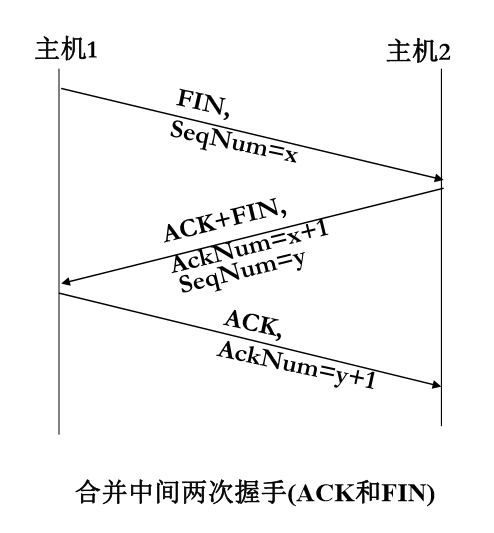 主机1
主机2
FIN,
SeqNum=x
ACK+FIN,
AckNum=x+1
SeqNum=y
ACK,
AckNum=y+1
合并中间两次握手(ACK和FIN)